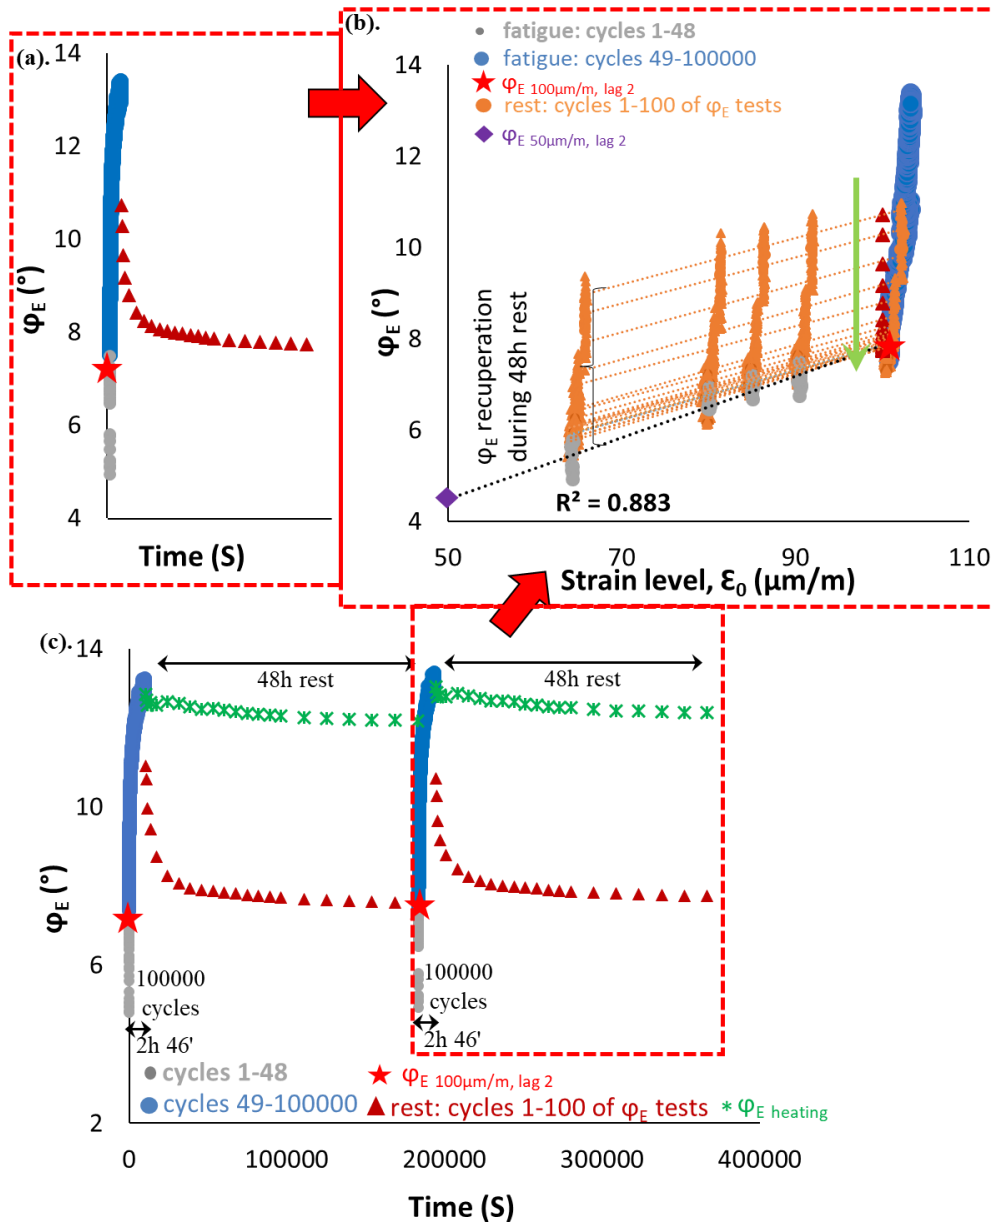 (a).
14
12
10
8
6
4
φE (°)
Time (S)
(b).
fatigue: cycles 1-48
fatigue: cycles 49-100000
φE 100μm/m, lag 2
rest: cycles 1-100 of φE tests
φE 50μm/m, lag 2
14
12
10
8
6
4
φE (°)
φE recuperation
during 48h rest
R² = 0.883
50
70
90
110
Strain level, Ɛ0 (μm/m)
(c).
14
10
6
2
φE (°)
48h rest
48h rest
100000
cycles
2h 46'
100000
cycles
2h 46'
cycles 1-48
φE 100μm/m, lag 2
cycles 49-100000
rest: cycles 1-100 of φE tests
φE heating
0
100000
200000
300000
400000
Time (S)